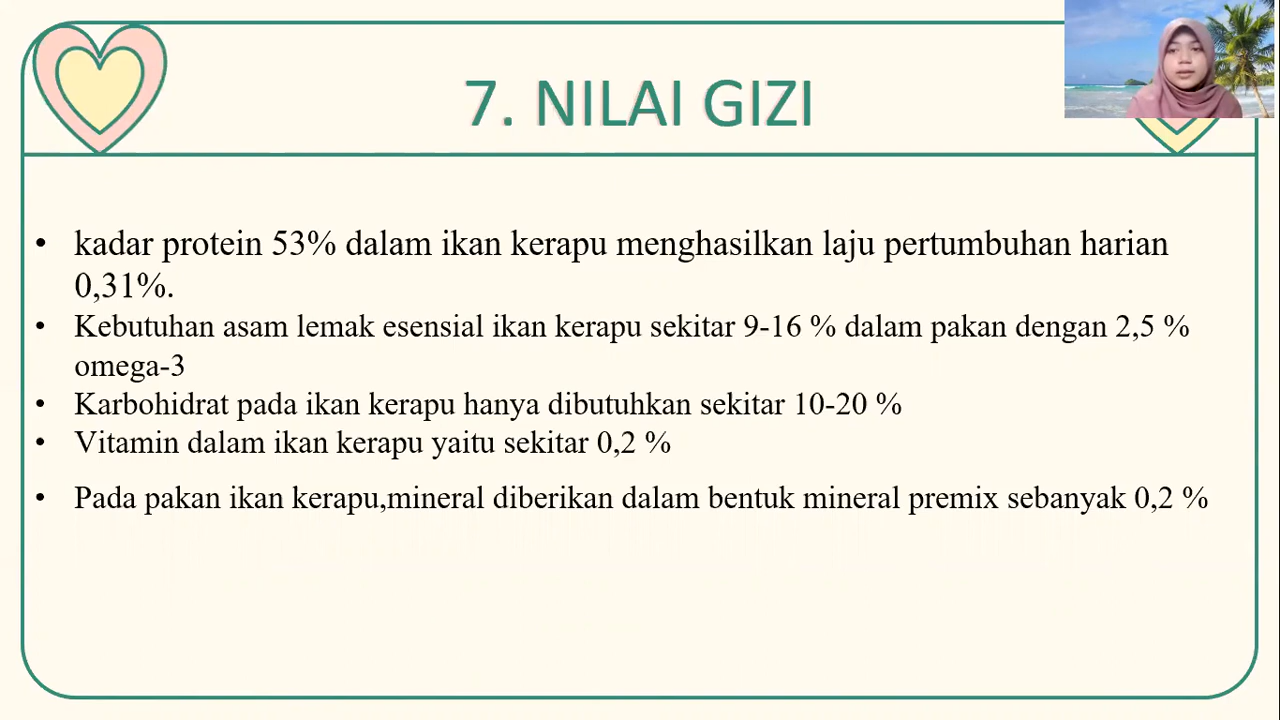 7. NILAI GIZI
• kadar protein 53% dalam ikan kerapu menghasilkan laju pertumbuhan harian
0,31%.
• Kebutuhan asam lemak esensial ikan kerapu sekitar 9-16 % dalam pakan dengan 2,5 %
omega-3
• Karbohidrat pada ikan kerapu hanya dibutuhkan sekitar 10-20 %
• Vitamin dalam ikan kerapu yaitu sekitar 0,2 %
• Pada pakan ikan kerapu,mineral diberikan dalam bentuk mineral premix sebanyak 0,2 %